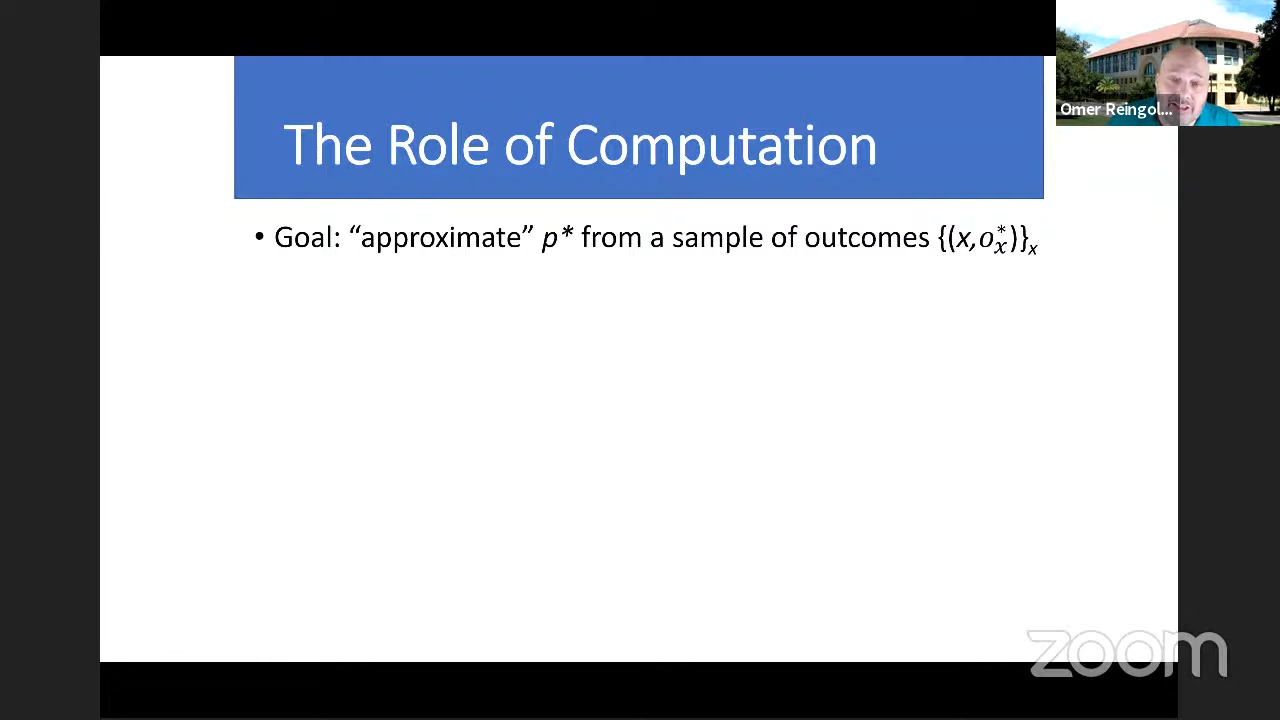 Omer Reingol...
The Role of Computation
• Goal: “approximate” p* from a sample of outcomes {(x,o*x)}x
zoom